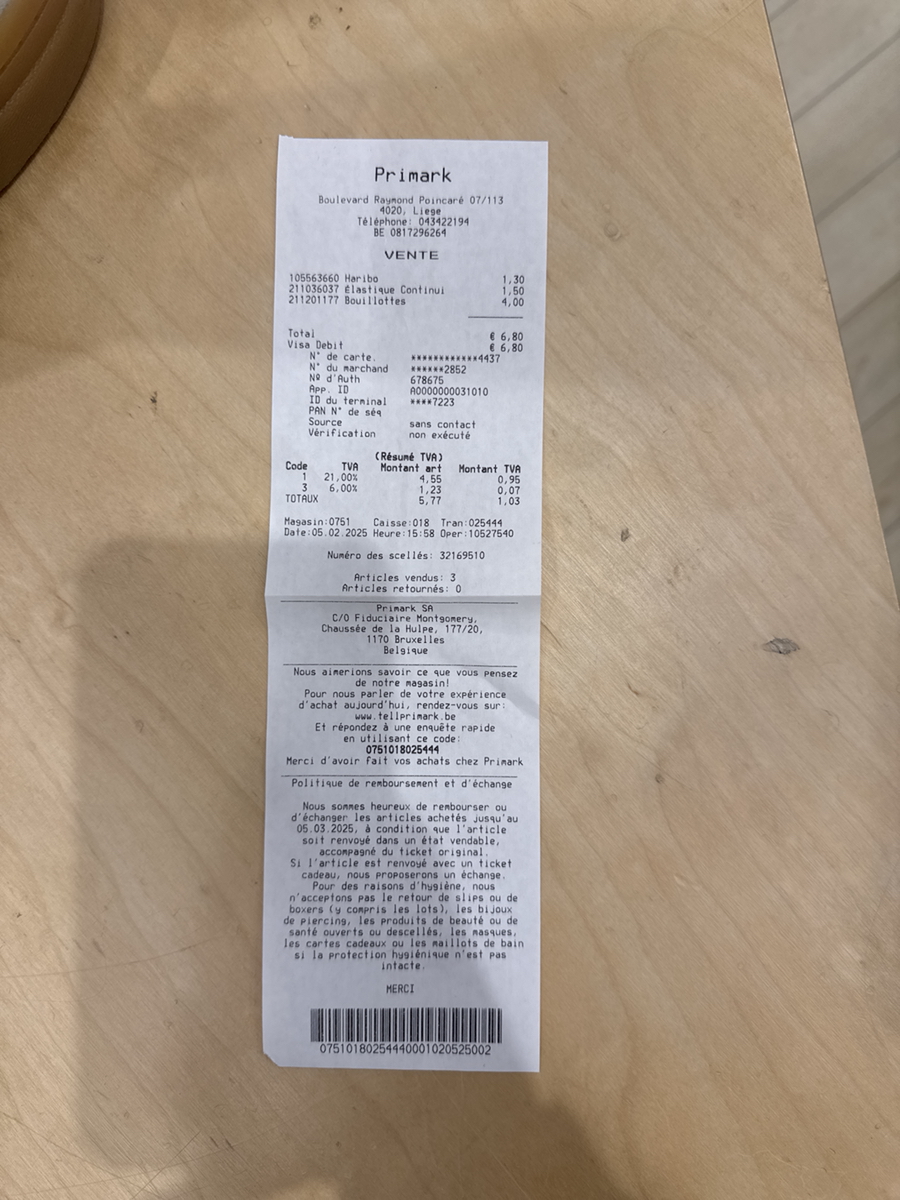 Primark
Boulevard Raymond Poincaré 07/113
4020, Liege
Téléphone: 043422194
BE 0817296264
VENTE
105563660 Haribo 1,30
211036037 Élastique Continui 1,50
211201177 Bouillottes 4,00
Total € 6,80
Visa Debit € 6,80
N° de carte. ************4437
N° du marchand ******2852
Nº d'Auth 678675
App. ID A0000000031010
ID du terminal ****7223
PAN N° de séq
Source sans contact
Vérification non exécuté
(Résumé TVA)
Code TVA Montant art Montant TVA
1 21,00% 4,55 0,95
3 6,00% 1,23 0,07
TOTAUX 5,77 1,03
Magasin:0751 Caisse:018 Tran:025444
Date:05.02.2025 Heure:15:58 Oper:10527540
Numéro des scellés: 32169510
Articles vendus: 3
Articles retournés: 0
Primark SA
C/O Fiduciaire Montgomery,
Chaussée de la Hulpe, 177/20,
1170 Bruxelles
Belgique
Nous aimerions savoir ce que vous pensez
de notre magasin!
Pour nous parler de votre expérience
d'achat aujourd'hui, rendez-vous sur:
www.tellprimark.be
Et répondez à une enquête rapide
en utilisant ce code:
0751018025444
Merci d'avoir fait vos achats chez Primark
Politique de remboursement et d'échange
Nous sommes heureux de rembourser ou
d'échanger les articles achetés jusqu'au
05.03.2025, à condition que l'article
soit renvoyé dans un état vendable,
accompagné du ticket original.
Si l'article est renvoyé avec un ticket
cadeau, nous proposerons un échange.
Pour des raisons d'hygiène, nous
n'acceptons pas le retour de slips ou de
boxers (y compris les lots), les bijoux
de piercing, les produits de beauté ou de
santé ouverts ou descellés, les masques,
les cartes cadeaux ou les maillots de bain
si la protection hygiénique n'est pas
intacte.
MERCI
07510180254440001020525002